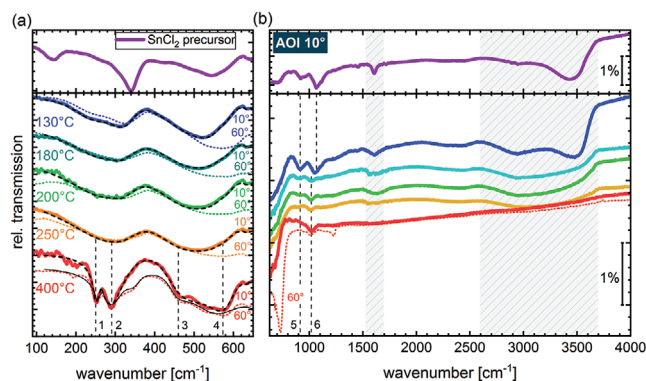 (a)
SnCl₂ precursor
(b)
AOI 10°
1%
130°C
10°
60°
180°C
10°
60°
200°C
10°
60°
250°C
10°
60°
400°C
10°
60°
1
2
3
4
60°
5
6
1%
rel. transmission
100 200 300 400 500 600
1000 1500 2000 2500 3000 3500 4000
wavenumber [cm⁻¹]
wavenumber [cm⁻¹]